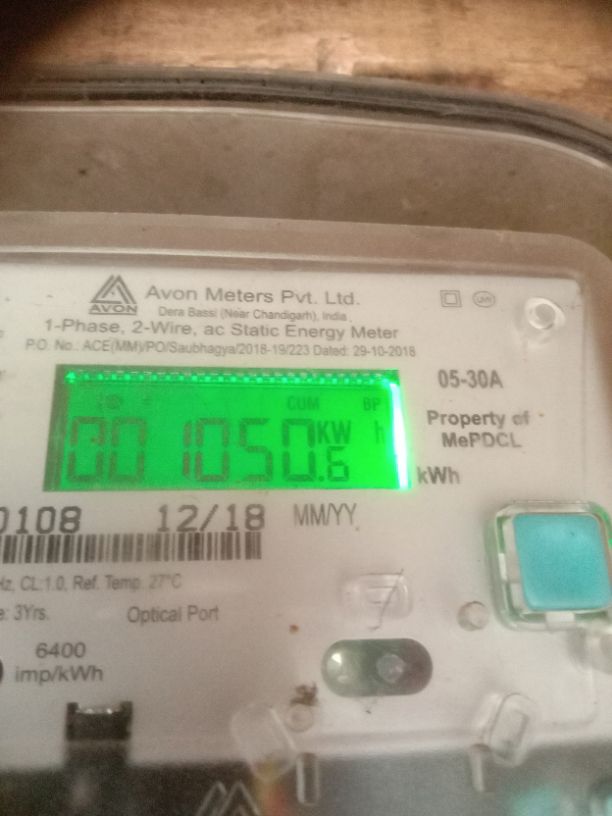 AVON
Avon Meters Pvt. Ltd.
Dera Bassi (Near Chandigarh), India
1-Phase, 2-Wire, ac Static Energy Meter
P.O. No.: ACE(MM)/PO/Saubhagya/2018-19/223 Dated: 29-10-2018
05-30A
CUM BP
001050.6 KW h
Property of
MePDCL
kWh
0108 12/18 MM/YY
Hz, CL:1.0, Ref. Temp. 27°C
e: 3Yrs. Optical Port
6400
imp/kWh